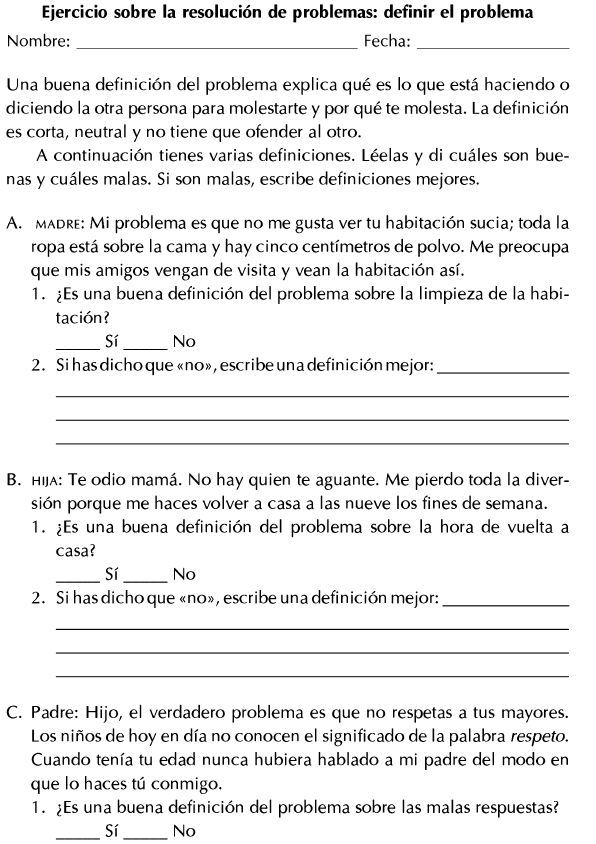 Ejercicio sobre la resolución de problemas: definir el problema
Nombre: ______________ Fecha: ______________
Una buena definición del problema explica qué es lo que está haciendo o
diciendo la otra persona para molestarte y por qué te molesta. La definición
es corta, neutral y no tiene que ofender al otro.
A continuación tienes varias definiciones. Léelas y di cuáles son bue-
nas y cuáles malas. Si son malas, escribe definiciones mejores.
A. MADRE: Mi problema es que no me gusta ver tu habitación sucia; toda la
ropa está sobre la cama y hay cinco centímetros de polvo. Me preocupa
que mis amigos vengan de visita y vean la habitación así.
1. ¿Es una buena definición del problema sobre la limpieza de la habi-
tación?
_____ Sí _____ No
2. Si has dicho que «no», escribe una definición mejor: ______________
B. HIJA: Te odio mamá. No hay quien te aguante. Me pierdo toda la diver-
sión porque me haces volver a casa a las nueve los fines de semana.
1. ¿Es una buena definición del problema sobre la hora de vuelta a
casa?
_____ Sí _____ No
2. Si has dicho que «no», escribe una definición mejor: ______________
C. Padre: Hijo, el verdadero problema es que no respetas a tus mayores.
Los niños de hoy en día no conocen el significado de la palabra respeto.
Cuando tenía tu edad nunca hubiera hablado a mi padre del modo en
que lo haces tú conmigo.
1. ¿Es una buena definición del problema sobre las malas respuestas?
_____ Sí _____ No